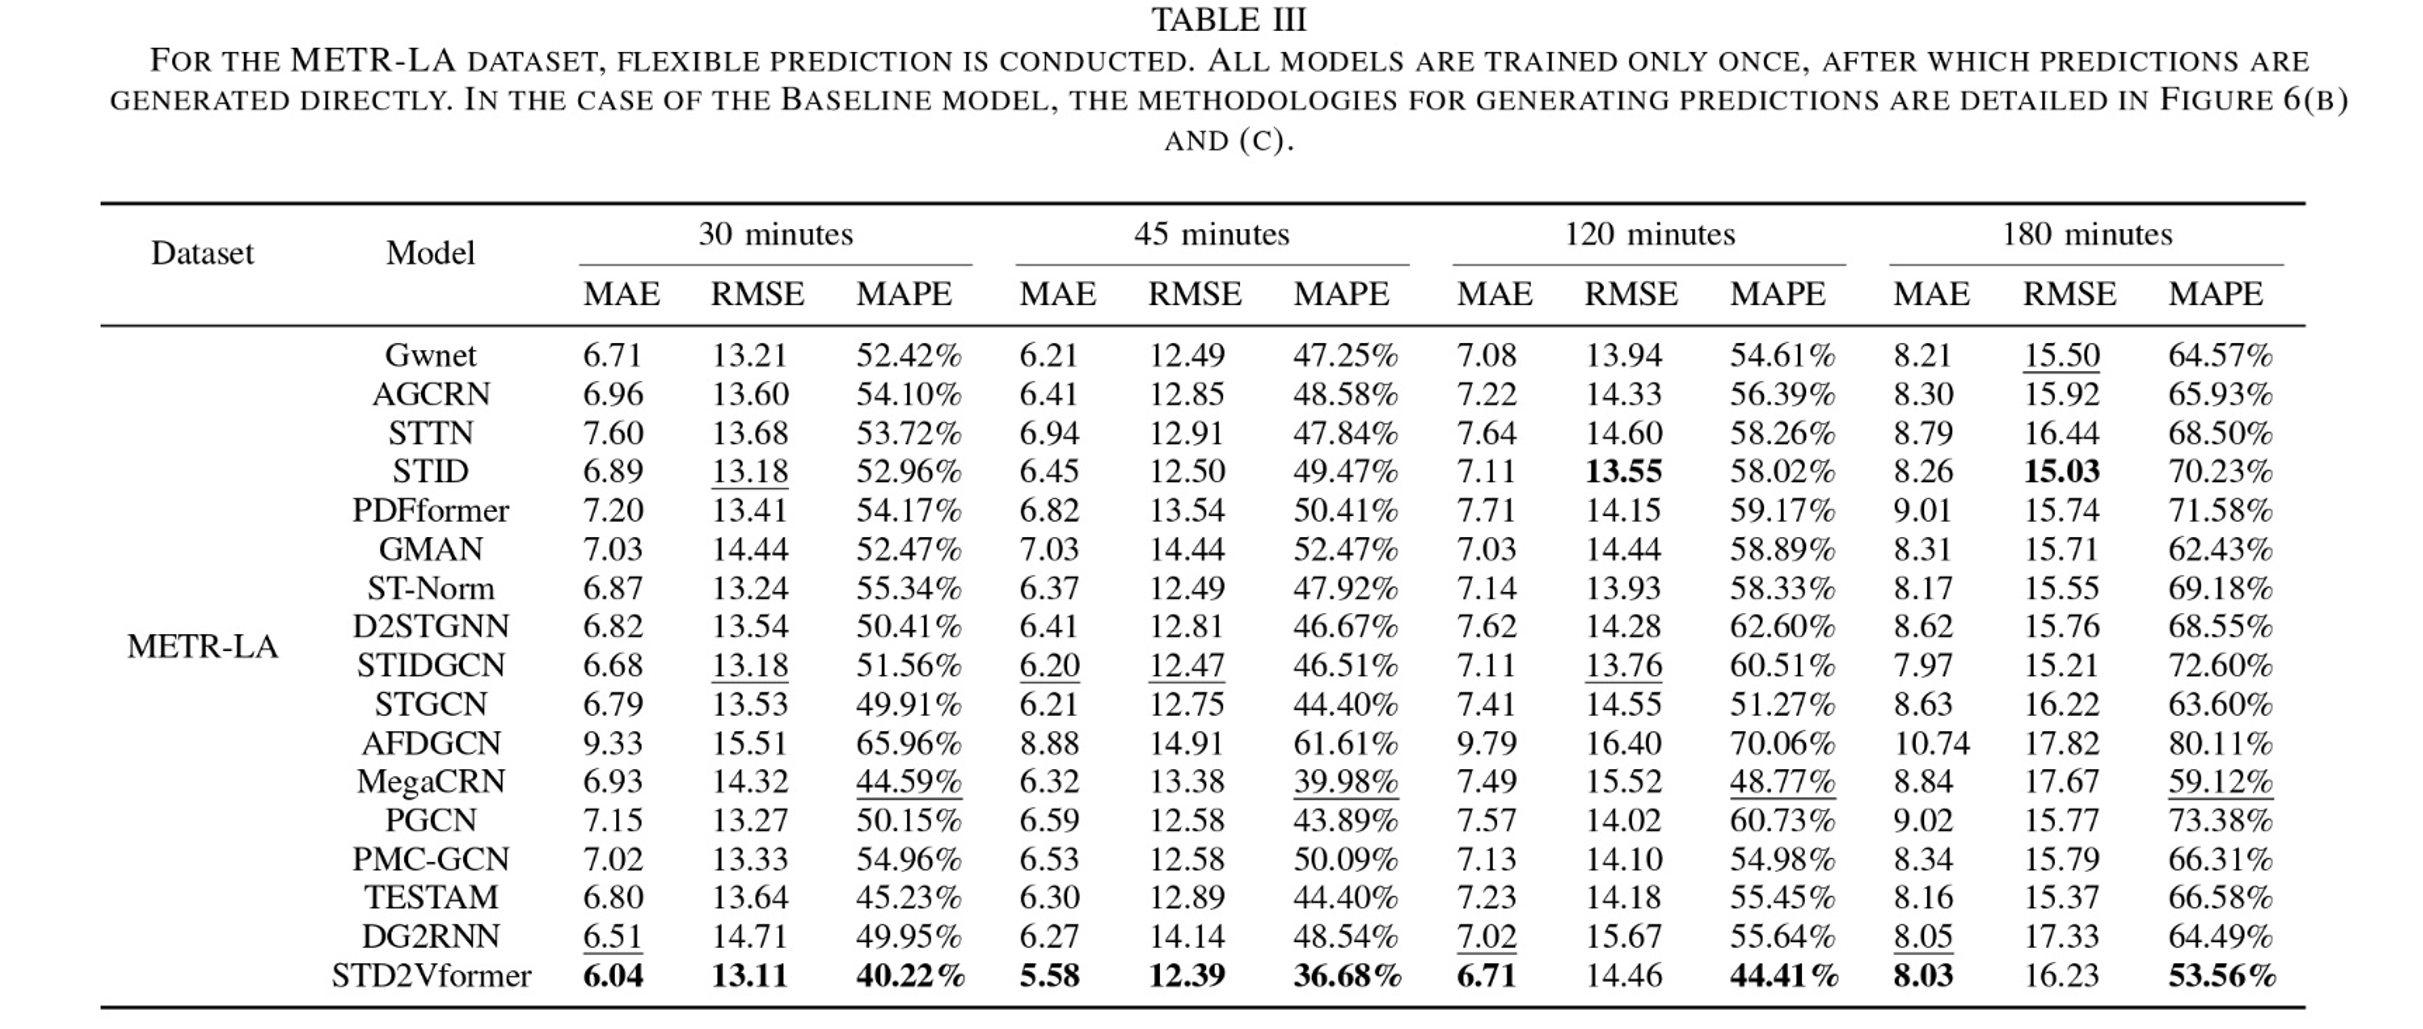 TABLE III
FOR THE METR-LA DATASET, FLEXIBLE PREDICTION IS CONDUCTED. ALL MODELS ARE TRAINED ONLY ONCE, AFTER WHICH PREDICTIONS ARE
GENERATED DIRECTLY. IN THE CASE OF THE BASELINE MODEL, THE METHODOLOGIES FOR GENERATING PREDICTIONS ARE DETAILED IN FIGURE 6(B)
AND (C).
Dataset Model 30 minutes 45 minutes 120 minutes 180 minutes
MAE RMSE MAPE MAE RMSE MAPE MAE RMSE MAPE MAE RMSE MAPE
Gwnet 6.71 13.21 52.42% 6.21 12.49 47.25% 7.08 13.94 54.61% 8.21 15.50 64.57%
AGCRN 6.96 13.60 54.10% 6.41 12.85 48.58% 7.22 14.33 56.39% 8.30 15.92 65.93%
STTN 7.60 13.68 53.72% 6.94 12.91 47.84% 7.64 14.60 58.26% 8.79 16.44 68.50%
STID 6.89 13.18 52.96% 6.45 12.50 49.47% 7.11 13.55 58.02% 8.26 15.03 70.23%
PDFformer 7.20 13.41 54.17% 6.82 13.54 50.41% 7.71 14.15 59.17% 9.01 15.74 71.58%
GMAN 7.03 14.44 52.47% 7.03 14.44 52.47% 7.03 14.44 58.89% 8.31 15.71 62.43%
ST-Norm 6.87 13.24 55.34% 6.37 12.49 47.92% 7.14 13.93 58.33% 8.17 15.55 69.18%
D2STGNN 6.82 13.54 50.41% 6.41 12.81 46.67% 7.62 14.28 62.60% 8.62 15.76 68.55%
METR-LA STIDGCN 6.68 13.18 51.56% 6.20 12.47 46.51% 7.11 13.76 60.51% 7.97 15.21 72.60%
STGCN 6.79 13.53 49.91% 6.21 12.75 44.40% 7.41 14.55 51.27% 8.63 16.22 63.60%
AFDGCN 9.33 15.51 65.96% 8.88 14.91 61.61% 9.79 16.40 70.06% 10.74 17.82 80.11%
MegaCRN 6.93 14.32 44.59% 6.32 13.38 39.98% 7.49 15.52 48.77% 8.84 17.67 59.12%
PGCN 7.15 13.27 50.15% 6.59 12.58 43.89% 7.57 14.02 60.73% 9.02 15.77 73.38%
PMC-GCN 7.02 13.33 54.96% 6.53 12.58 50.09% 7.13 14.10 54.98% 8.34 15.79 66.31%
TESTAM 6.80 13.64 45.23% 6.30 12.89 44.40% 7.23 14.18 55.45% 8.16 15.37 66.58%
DG2RNN 6.51 14.71 49.95% 6.27 14.14 48.54% 7.02 15.67 55.64% 8.05 17.33 64.49%
STD2Vformer 6.04 13.11 40.22% 5.58 12.39 36.68% 6.71 14.46 44.41% 8.03 16.23 53.56%